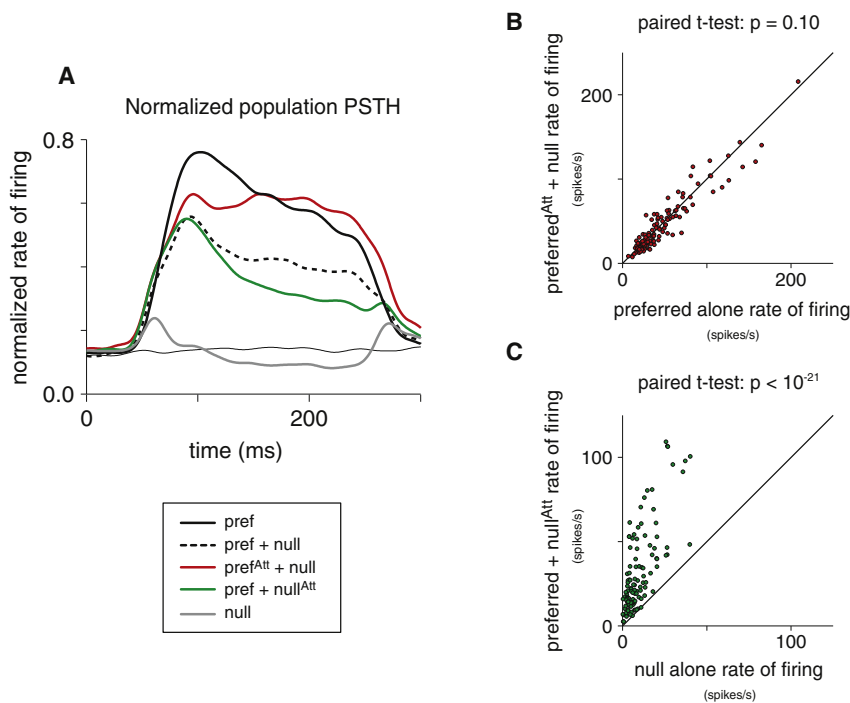 A
Normalized population PSTH
normalized rate of firing
0.8
0.0
0
200
time (ms)
pref
pref + null
pref^Att + null
pref + null^Att
null
B
paired t-test: p = 0.10
preferred^Att + null rate of firing
(spikes/s)
200
0
0
200
preferred alone rate of firing
(spikes/s)
C
paired t-test: p < 10^-21
preferred + null^Att rate of firing
(spikes/s)
100
0
0
100
null alone rate of firing
(spikes/s)